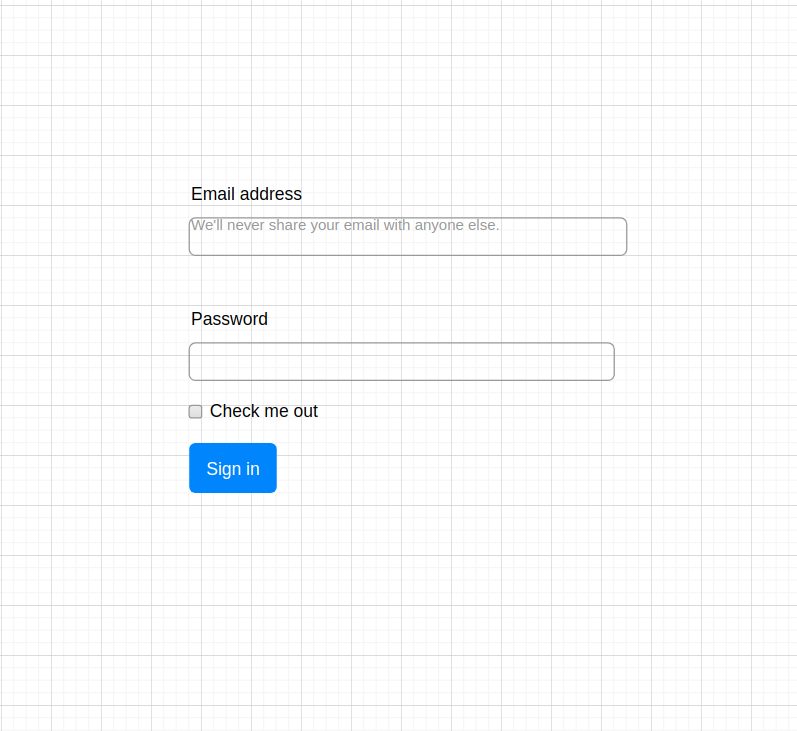 Email address
We'll never share your email with anyone else.
Password
Check me out
Sign in